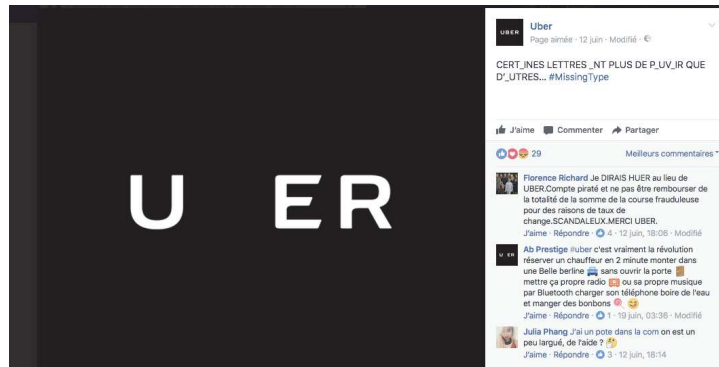 U ER
UBER
Uber
Page aimée · 12 juin · Modifié ·
CERT_INES LETTRES _NT PLUS DE P_UV_IR QUE
D'_UTRES... #MissingType
J'aime Commenter Partager
29 Meilleurs commentaires
Florence Richard Je DIRAIS HUER au lieu de
UBER.Compte piraté et ne pas être rembourser de
la totalité de la somme de la course frauduleuse
pour des raisons de taux de
change.SCANDALEUX.MERCI UBER.
J'aime · Répondre · 4 · 12 juin, 18:06 · Modifié
U ER
Ab Prestige #uber c'est vraiment la révolution
réserver un chauffeur en 2 minute monter dans
une Belle berline sans ouvrir la porte
mettre ça propre radio ou sa propre musique
par Bluetooth charger son téléphone boire de l'eau
et manger des bonbons
J'aime · Répondre · 1 · 19 juin, 03:36 · Modifié
Julia Phang J'ai un pote dans la com on est un
peu largué, de l'aide ?
J'aime · Répondre · 3 · 12 juin, 18:14